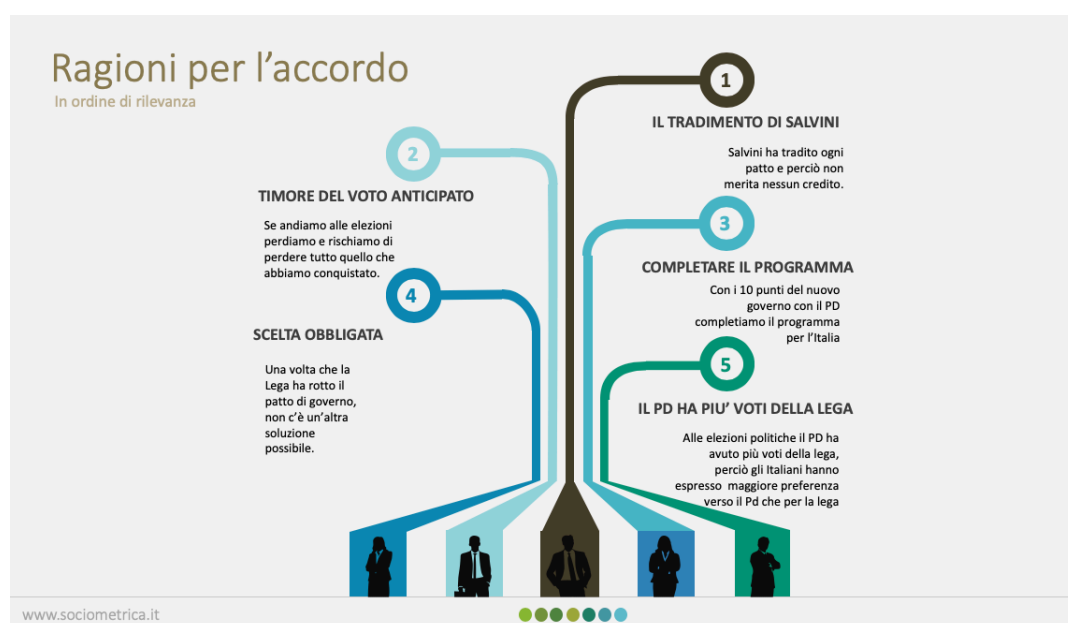 Ragioni per l’accordo
In ordine di rilevanza
1
IL TRADIMENTO DI SALVINI
Salvini ha tradito ogni
patto e perciò non
merita nessun credito.
2
TIMORE DEL VOTO ANTICIPATO
Se andiamo alle elezioni
perdiamo e rischiamo di
perdere tutto quello che
abbiamo conquistato.
3
COMPLETARE IL PROGRAMMA
Con i 10 punti del nuovo
governo con il PD
completiamo il programma
per l’Italia
4
SCELTA OBBLIGATA
Una volta che la
Lega ha rotto il
patto di governo,
non c’è un’altra
soluzione
possibile.
5
IL PD HA PIU’ VOTI DELLA LEGA
Alle elezioni politiche il PD ha
avuto più voti della lega,
perciò gli Italiani hanno
espresso maggiore preferenza
verso il Pd che per la lega
www.sociometrica.it